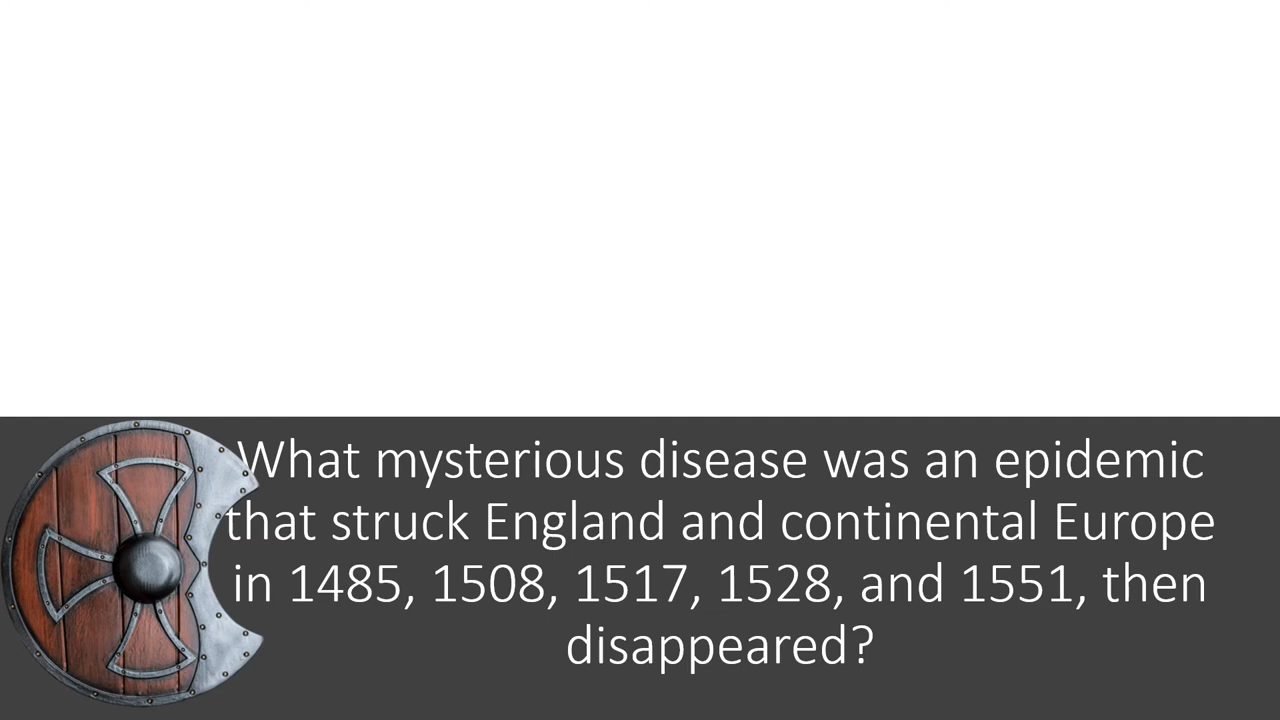 What mysterious disease was an epidemic
that struck England and continental Europe
in 1485, 1508, 1517, 1528, and 1551, then
disappeared?